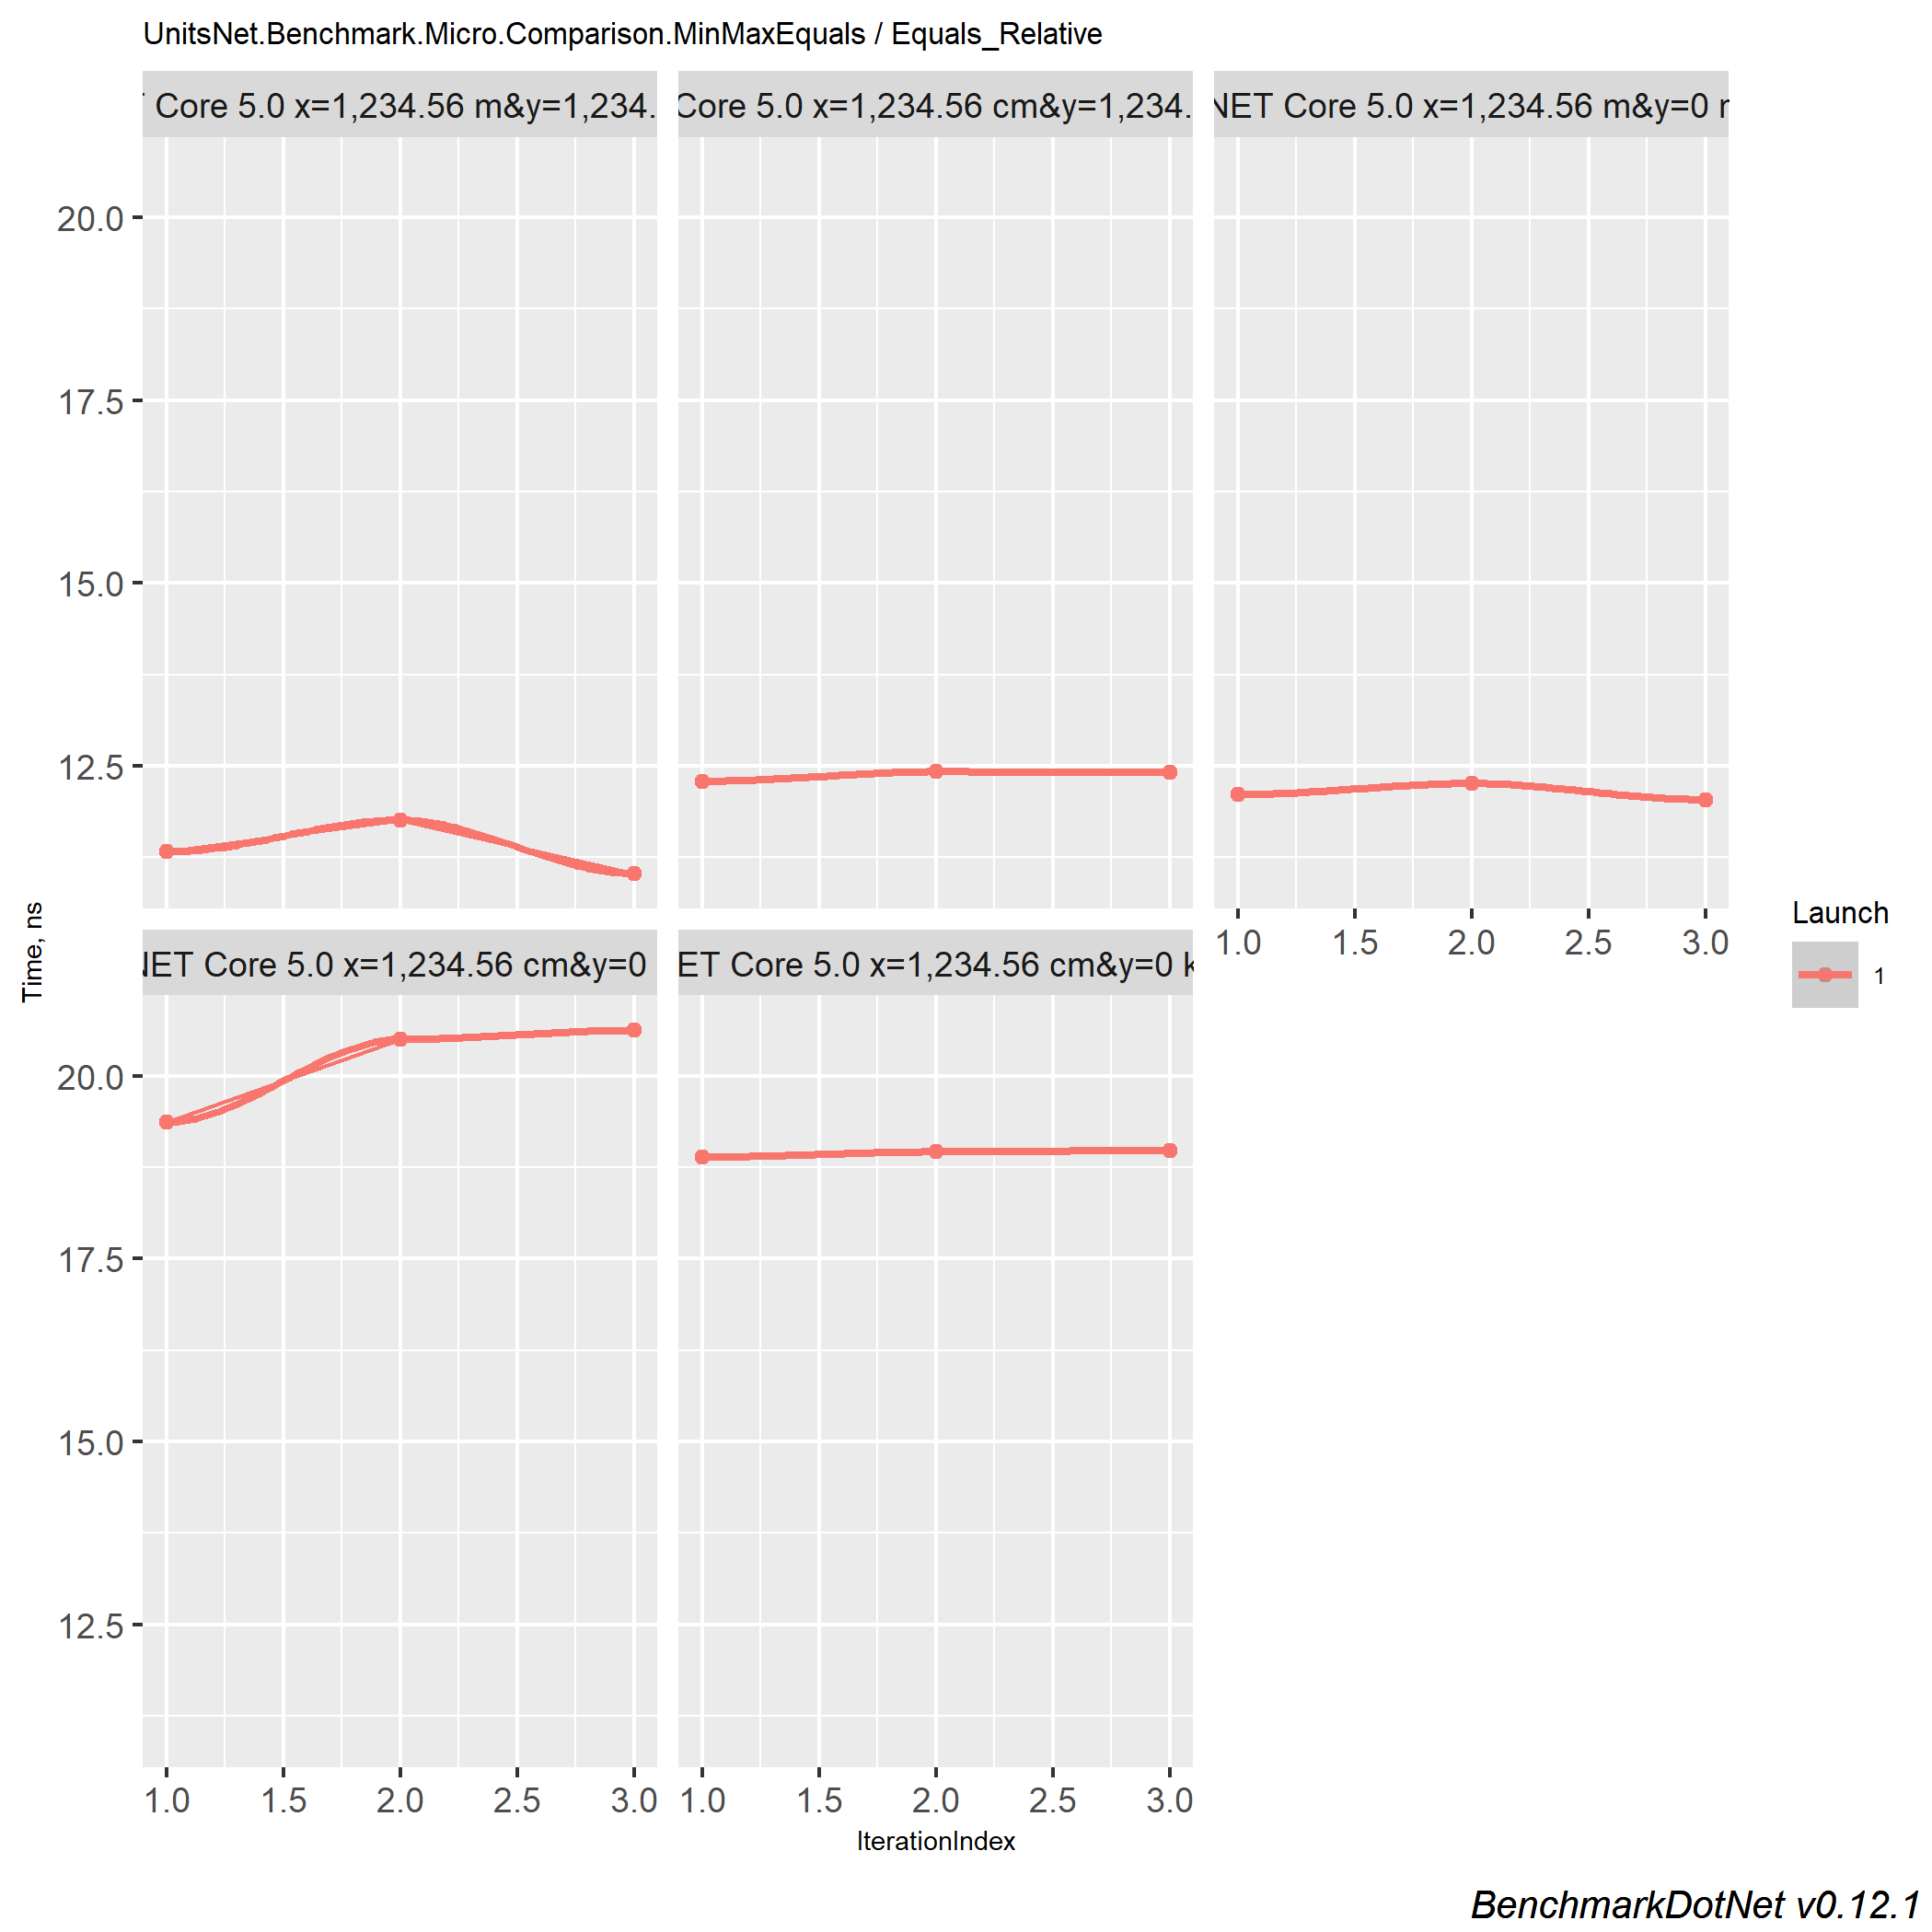 UnitsNet.Benchmark.Micro.Comparison.MinMaxEquals / Equals_Relative
Core 5.0 x=1,234.56 m&y=1,234.
Core 5.0 x=1,234.56 cm&y=1,234.
NET Core 5.0 x=1,234.56 m&y=0
20.0
17.5
15.0
12.5
1.0 1.5 2.0 2.5 3.0
Time, ns
NET Core 5.0 x=1,234.56 cm&y=0
ET Core 5.0 x=1,234.56 cm&y=0 k
20.0
17.5
15.0
12.5
1.0 1.5 2.0 2.5 3.0
1.0 1.5 2.0 2.5 3.0
IterationIndex
Launch
1
BenchmarkDotNet v0.12.1